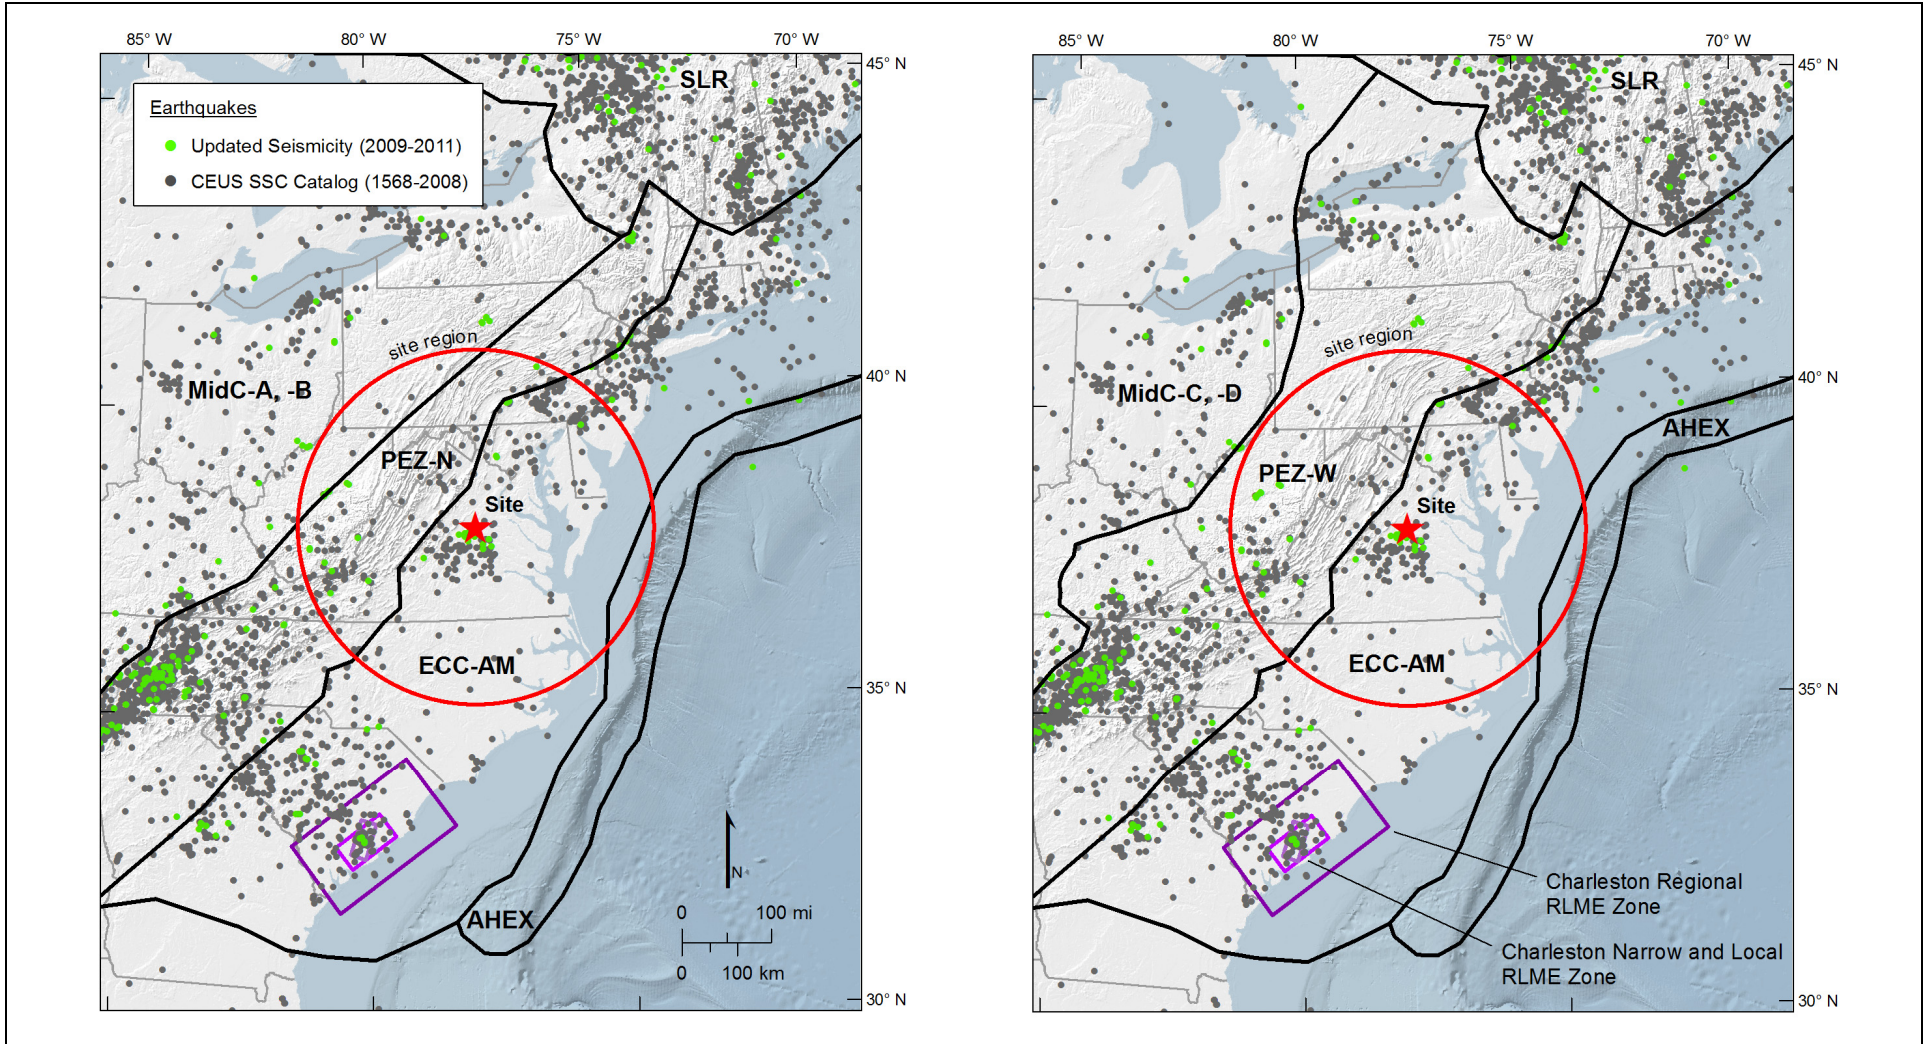 85° W 80° W 75° W 70° W
45° N
SLR
Earthquakes
Updated Seismicity (2009-2011)
CEUS SSC Catalog (1568-2008)
site region
40° N
MidC-A, -B
PEZ-N
Site
ECC-AM
35° N
N
0 100 mi
AHEX
0 100 km
30° N
85° W 80° W 75° W 70° W
45° N
SLR
site region
40° N
MidC-C, -D
AHEX
PEZ-W
Site
ECC-AM
35° N
Charleston Regional
RLME Zone
Charleston Narrow and Local
RLME Zone
30° N